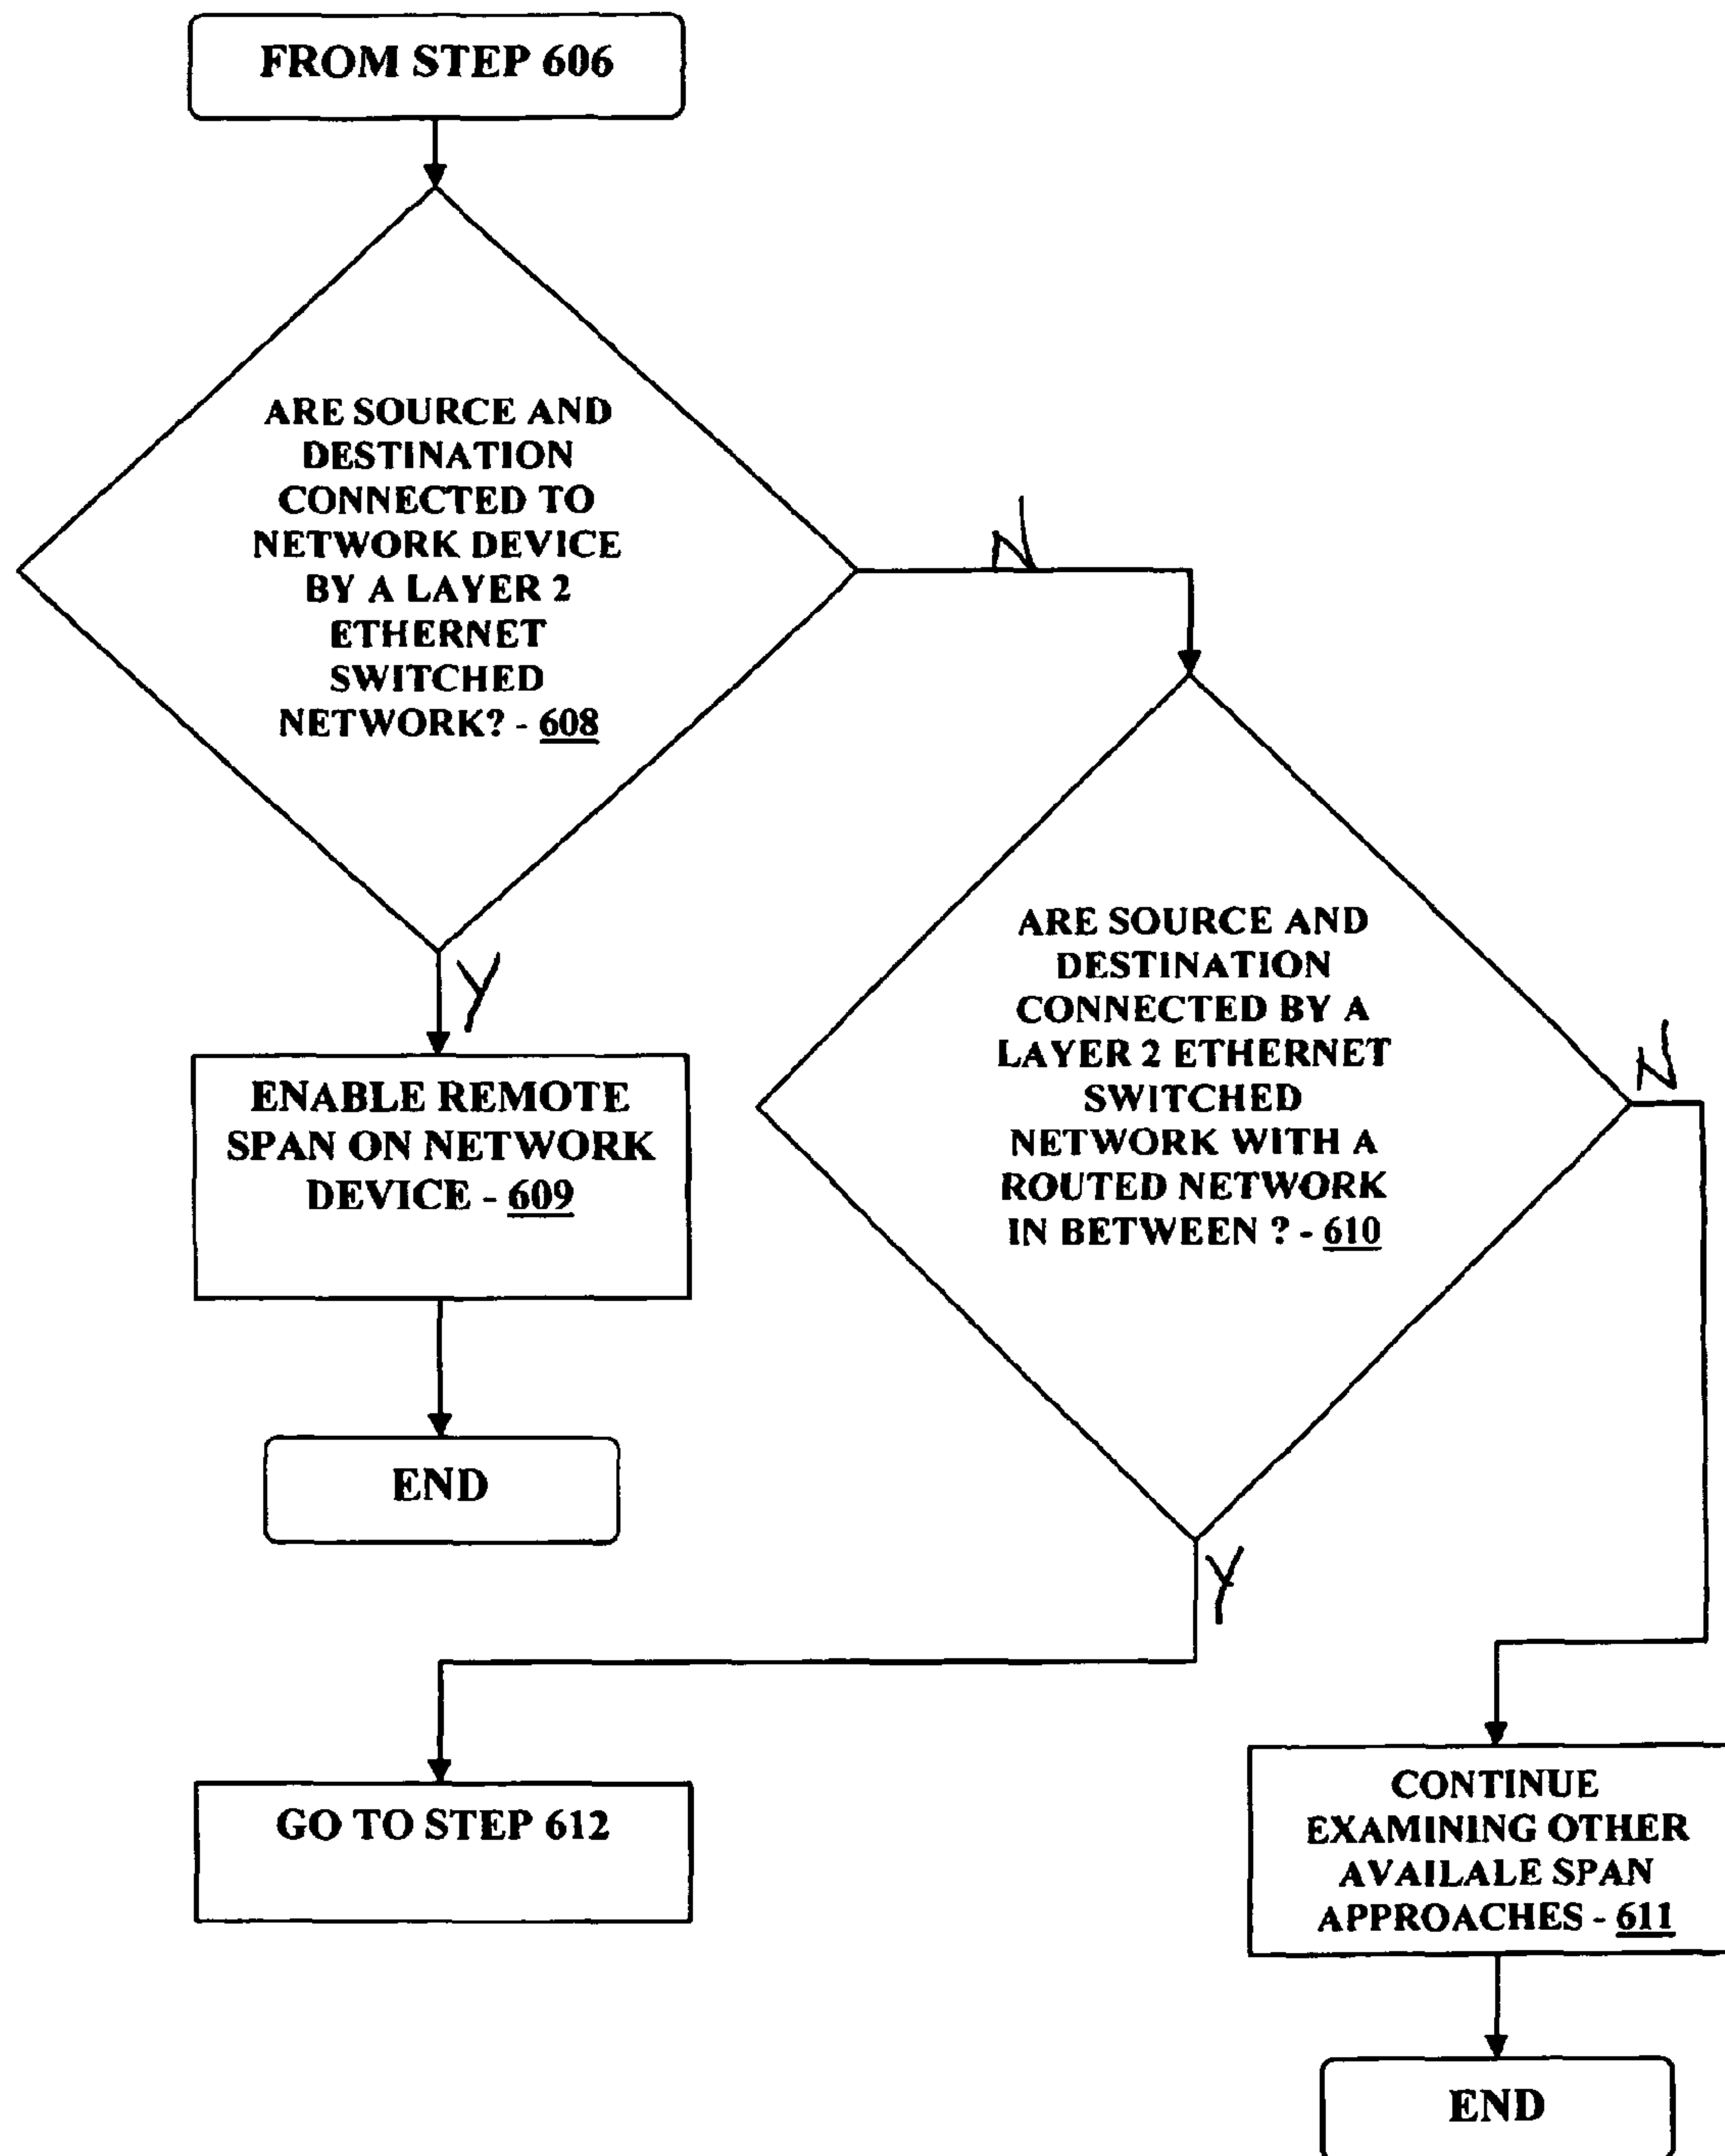 FROM STEP 606
ARE SOURCE AND
DESTINATION
CONNECTED TO
NETWORK DEVICE
BY A LAYER 2
ETHERNET
SWITCHED
NETWORK? - 608
N
Y
ENABLE REMOTE
SPAN ON NETWORK
DEVICE - 609
END
ARE SOURCE AND
DESTINATION
CONNECTED BY A
LAYER 2 ETHERNET
SWITCHED
NETWORK WITH A
ROUTED NETWORK
IN BETWEEN ? - 610
N
Y
GO TO STEP 612
CONTINUE
EXAMINING OTHER
AVAILALE SPAN
APPROACHES - 611
END